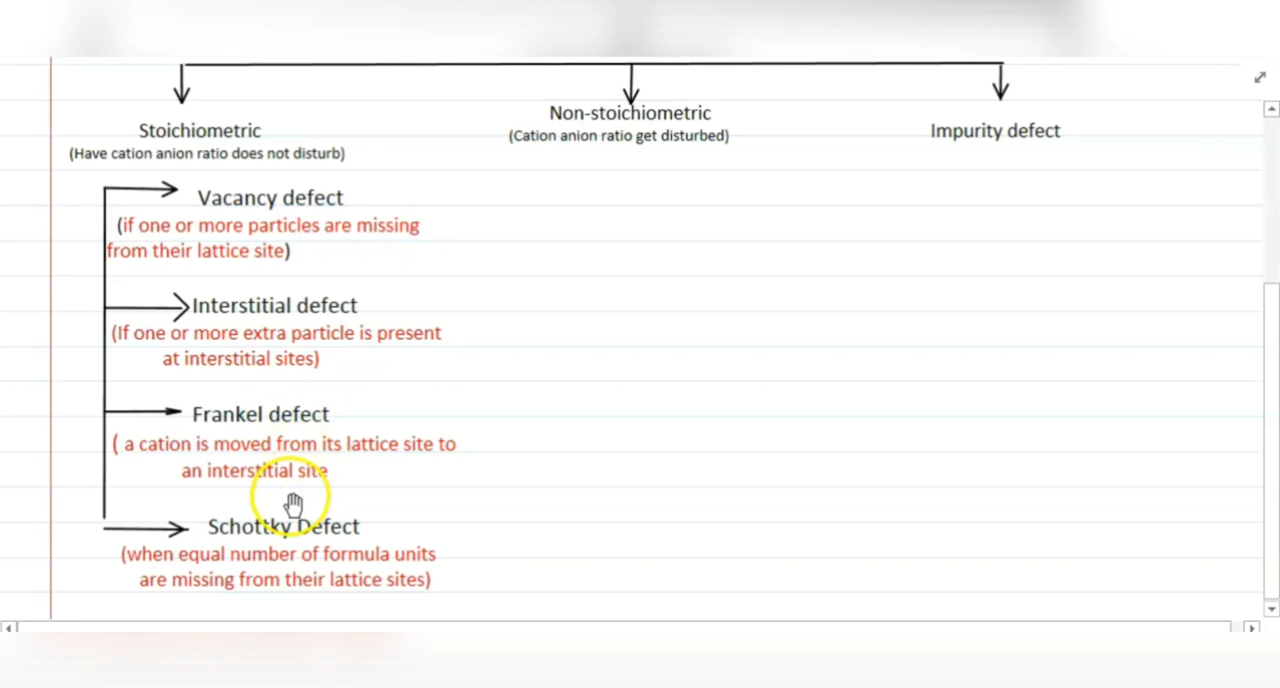 Stoichiometric
(Have cation anion ratio does not disturb)
Non-stoichiometric
(Cation anion ratio get disturbed)
Impurity defect
Vacancy defect
(if one or more particles are missing
from their lattice site)
Interstitial defect
(If one or more extra particle is present
at interstitial sites)
Frankel defect
( a cation is moved from its lattice site to
an interstitial site
Schottky Defect
(when equal number of formula units
are missing from their lattice sites)